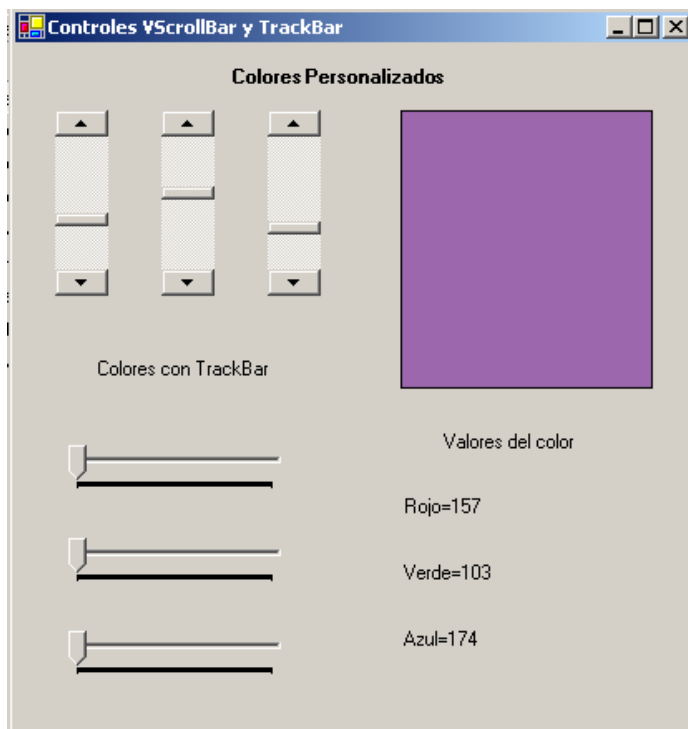 Controles VScrollBar y TrackBar
Colores Personalizados
Colores con TrackBar
Valores del color
Rojo=157
Verde=103
Azul=174